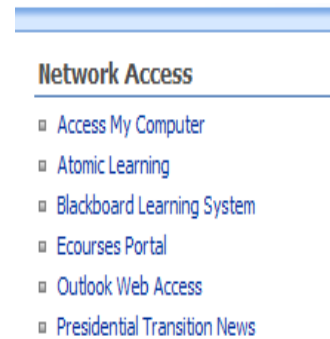 Network Access
Access My Computer
Atomic Learning
Blackboard Learning System
Ecourses Portal
Outlook Web Access
Presidential Transition News